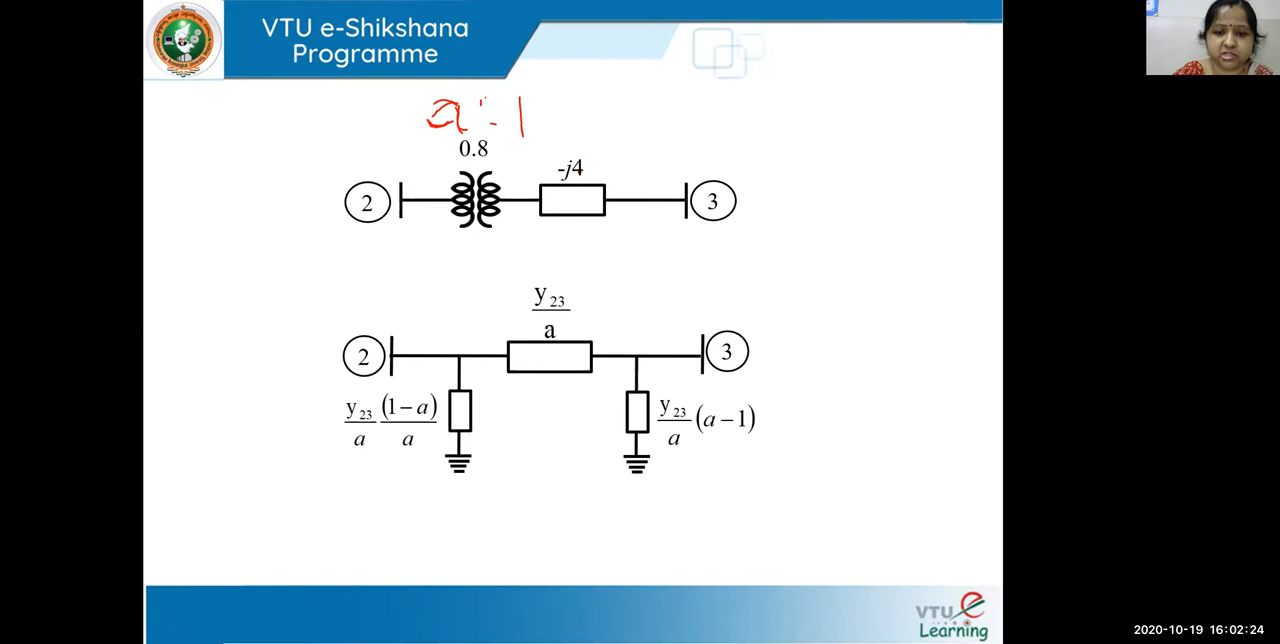 VTU e-Shikshana
Programme
a : 1
0.8
-j4
2
3
y 23
a
2
3
y 23 (1 – a)
a a
y 23 (a – 1)
a
VTU e
Learning
2020-10-19 16:02:24